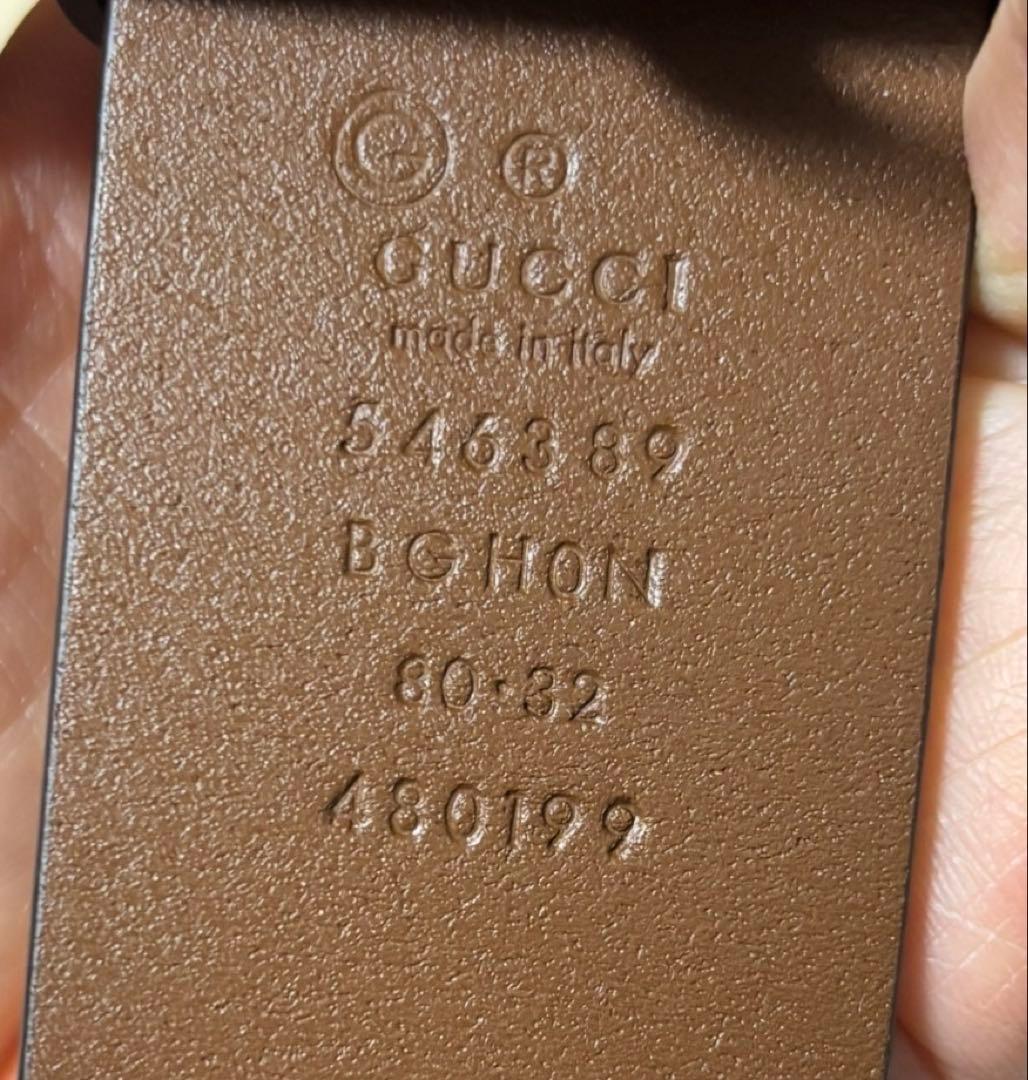 G ®
GUCCI
made in italy
546389
BGH0N
80·32
480199